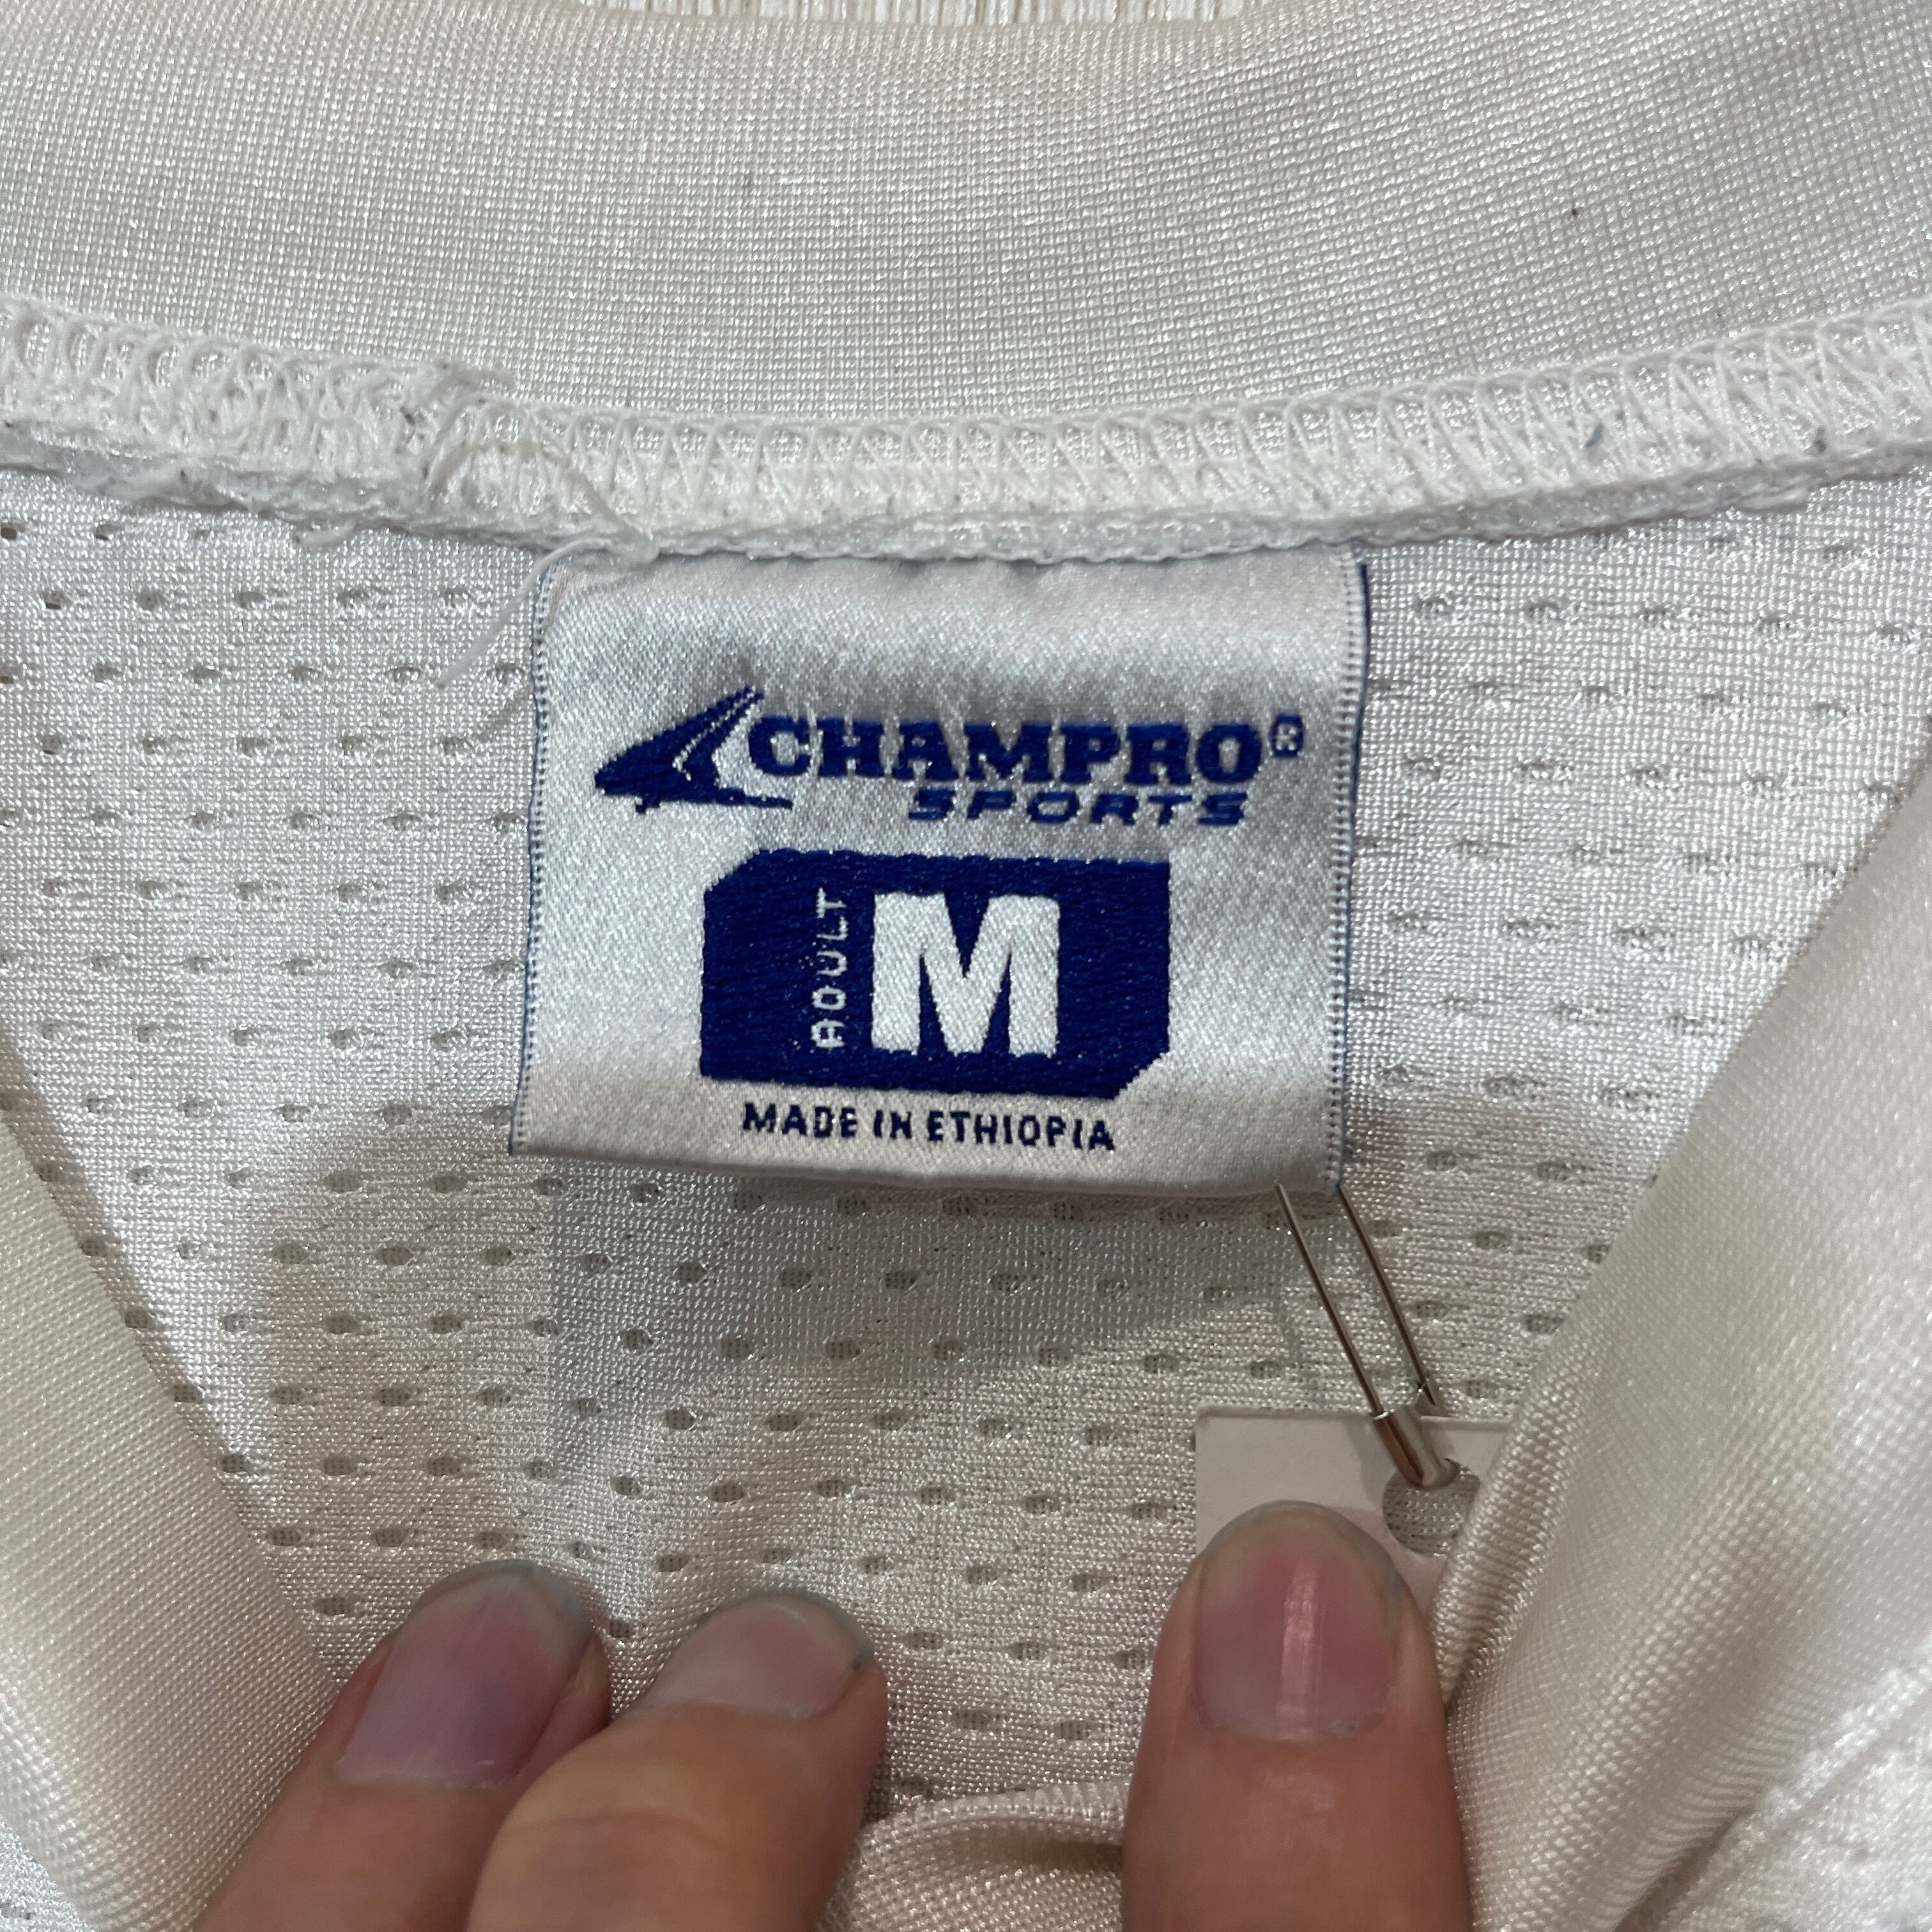 CHAMPRO®
SPORTS
ADULT
M
MADE IN ETHIOPIA